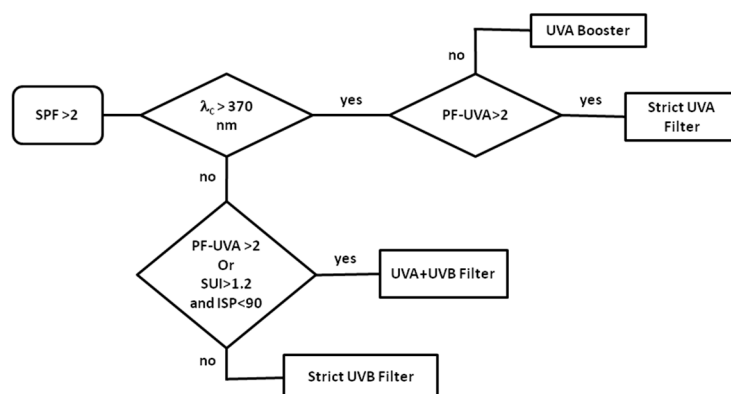 UVA Booster
no
λc > 370
nm
yes
SPF >2
PF-UVA>2
yes
Strict UVA
Filter
no
PF-UVA >2
Or
SUI>1.2
and ISP<90
yes
UVA+UVB Filter
no
Strict UVB Filter